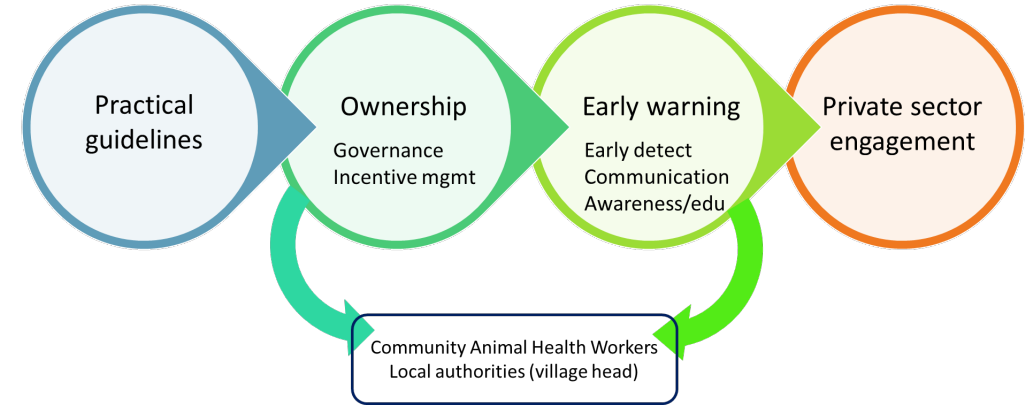 Practical
guidelines
Ownership
Governance
Incentive mgmt
Early warning
Early detect
Communication
Awareness/edu
Private sector
engagement
Community Animal Health Workers
Local authorities (village head)